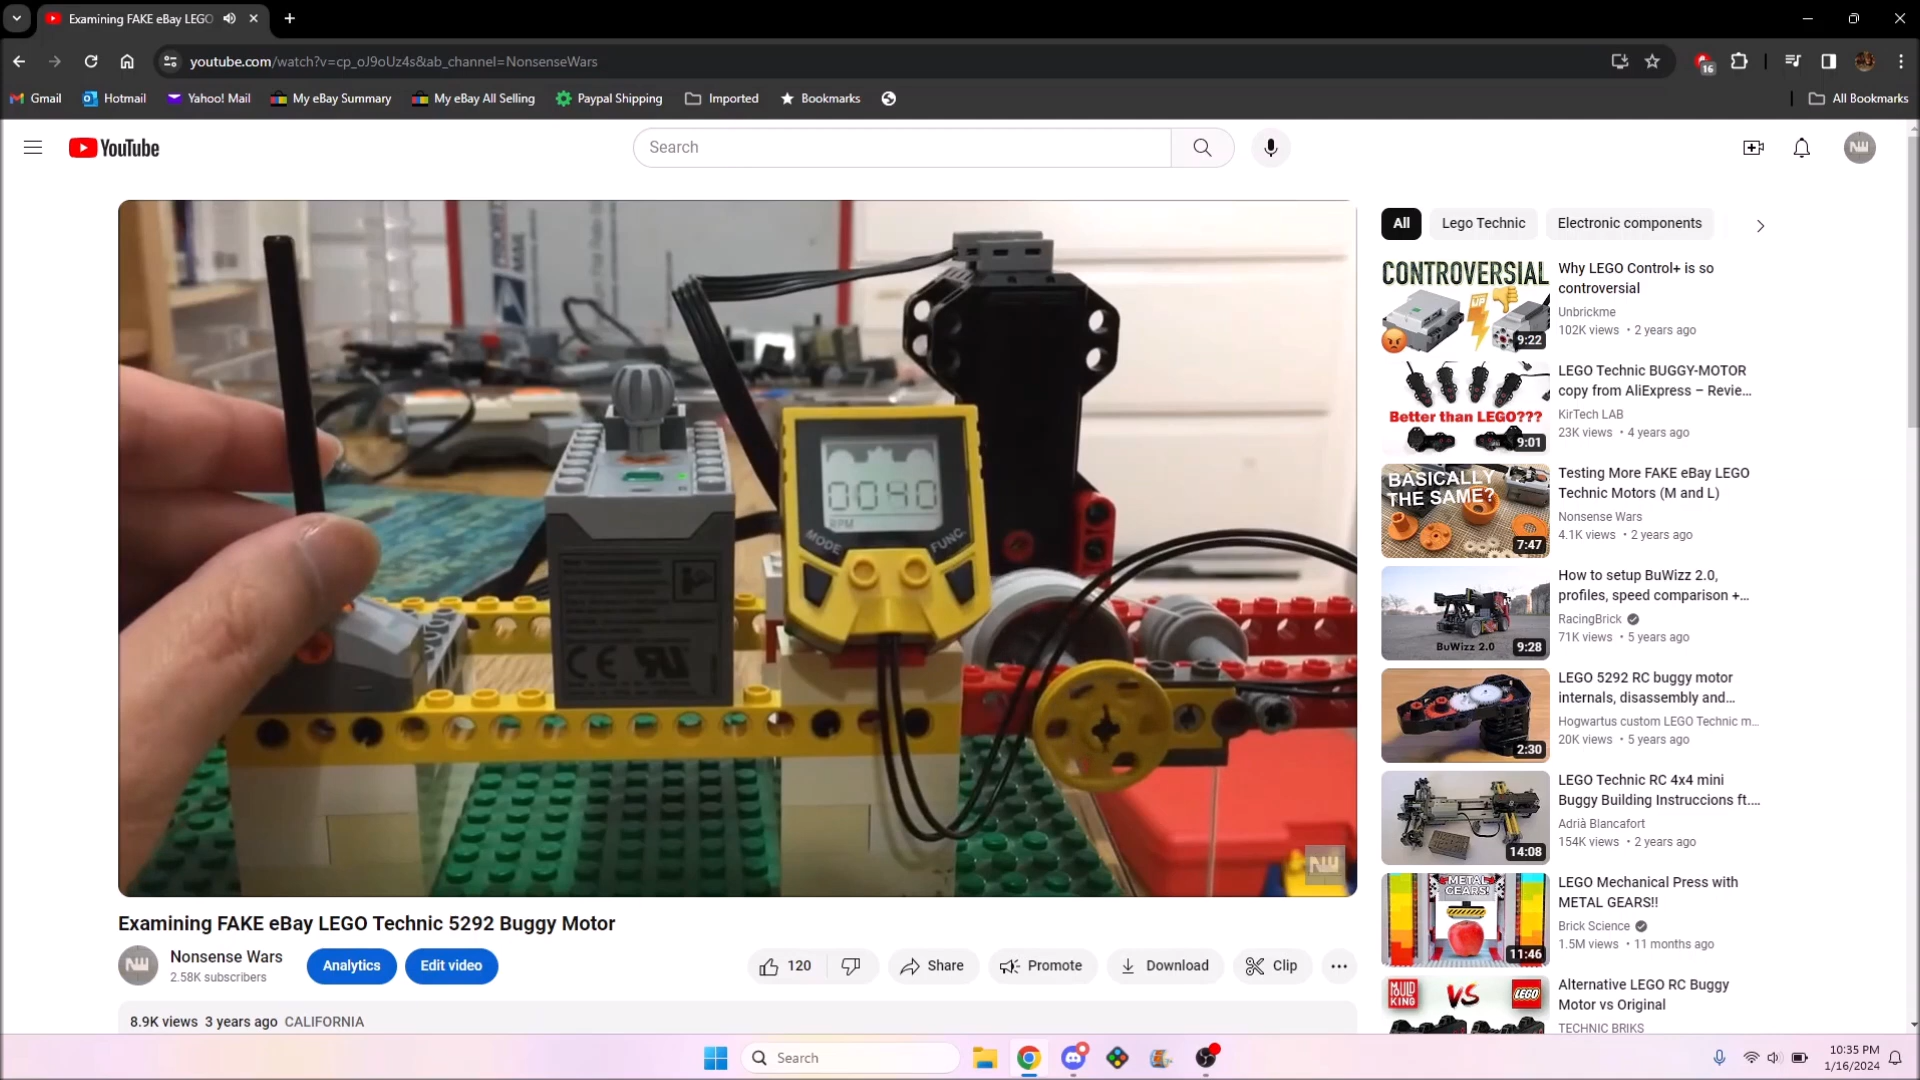 Examining FAKE eBay LEGO
youtube.com/watch?v=cp_oJ9oUz4s&ab_channel=NonsenseWars
16
Gmail
Hotmail
Yahoo! Mail
My eBay Summary
My eBay All Selling
Paypal Shipping
Imported
Bookmarks
All Bookmarks
YouTube
Search
NW
MAIL
0040
RPM
MODE
FUNC.
CE
NW
Examining FAKE eBay LEGO Technic 5292 Buggy Motor
NW
Nonsense Wars
2.58K subscribers
Analytics
Edit video
120
Share
Promote
Download
Clip
8.9K views 3 years ago CALIFORNIA
All
Lego Technic
Electronic components
CONTROVERSIAL
UP
9:22
Why LEGO Control+ is so
controversial
Unbrickme
102K views • 2 years ago
Better than LEGO???
9:01
LEGO Technic BUGGY-MOTOR
copy from AliExpress – Revie...
KirTech LAB
23K views • 4 years ago
BASICALLY
THE SAME?
7:47
Testing More FAKE eBay LEGO
Technic Motors (M and L)
Nonsense Wars
4.1K views • 2 years ago
BuWizz 2.0
9:28
How to setup BuWizz 2.0,
profiles, speed comparison +...
RacingBrick
71K views • 5 years ago
2:30
LEGO 5292 RC buggy motor
internals, disassembly and...
Hogwartus custom LEGO Technic m...
20K views • 5 years ago
14:08
LEGO Technic RC 4x4 mini
Buggy Building Instruccions ft....
Adrià Blancafort
154K views • 2 years ago
METAL
GEARS!
11:46
LEGO Mechanical Press with
METAL GEARS!!
Brick Science
1.5M views • 11 months ago
MOULD
KING
VS
LEGO
Alternative LEGO RC Buggy
Motor vs Original
TECHNIC BRIKS
Search
10:35 PM
1/16/2024